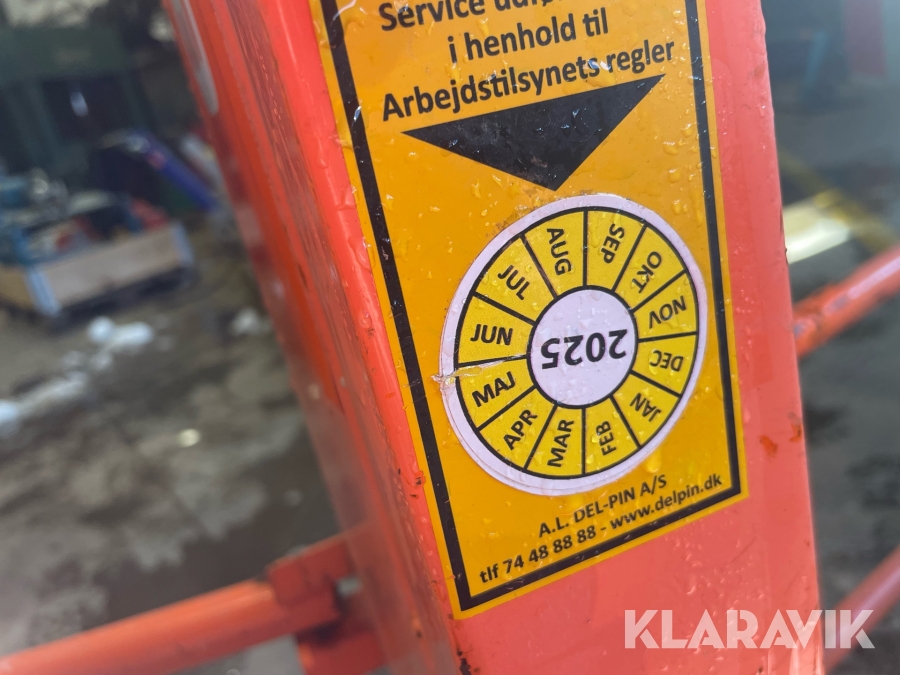 Service
i henhold til
Arbejdstilsynets regler
AUG
SEP
OKT
NOV
DEC
JAN
FEB
MAR
APR
MAJ
JUN
JUL
2025
A.L. DEL-PIN A/S
tlf 74 48 88 88 - www.delpin.dk
KLARAVIK